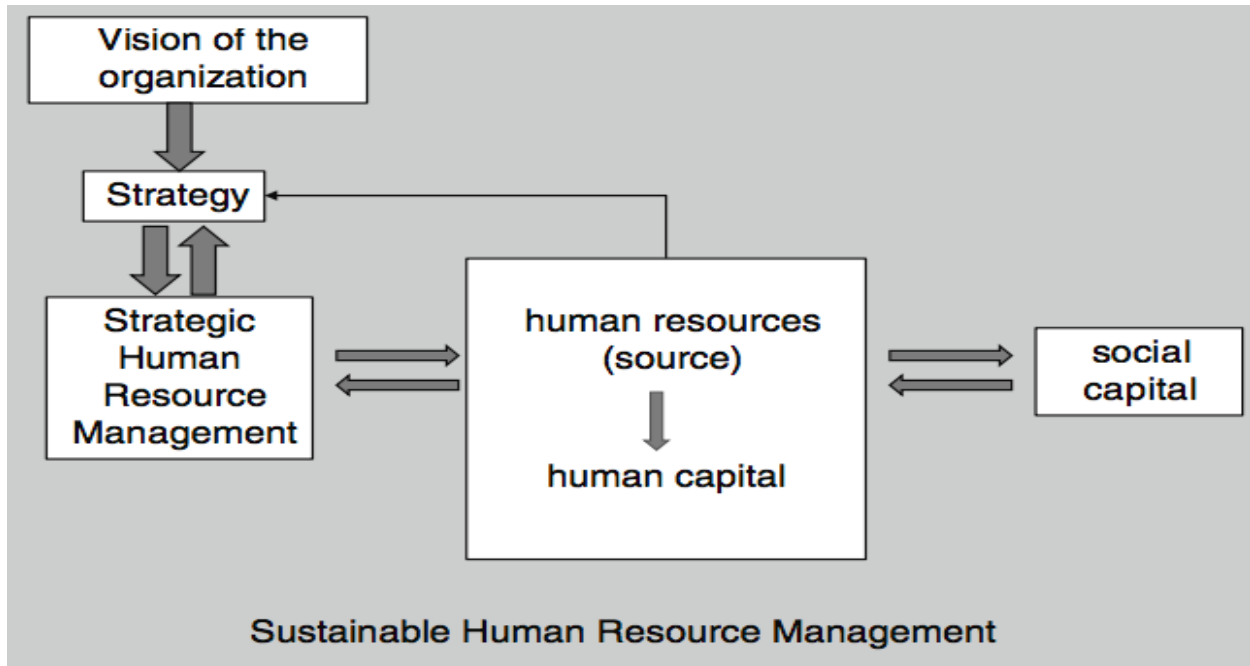 Vision of the
organization
Strategy
Strategic
Human
Resource
Management
human resources
(source)
human capital
social
capital
Sustainable Human Resource Management